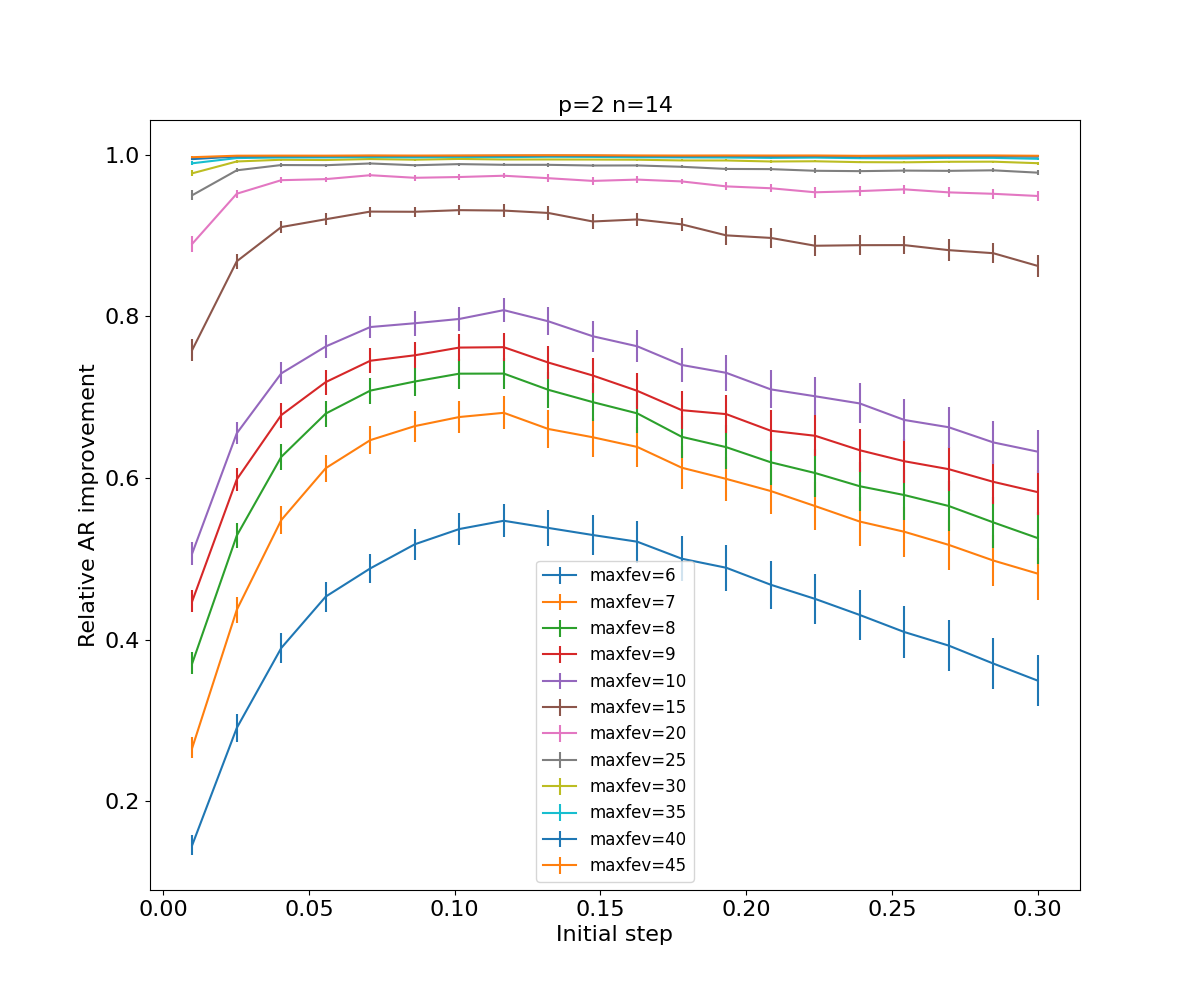 p=2 n=14
Relative AR improvement
1.0
0.8
0.6
0.4
0.2
maxfev=6
maxfev=7
maxfev=8
maxfev=9
maxfev=10
maxfev=15
maxfev=20
maxfev=25
maxfev=30
maxfev=35
maxfev=40
maxfev=45
0.00 0.05 0.10 0.15 0.20 0.25 0.30
Initial step